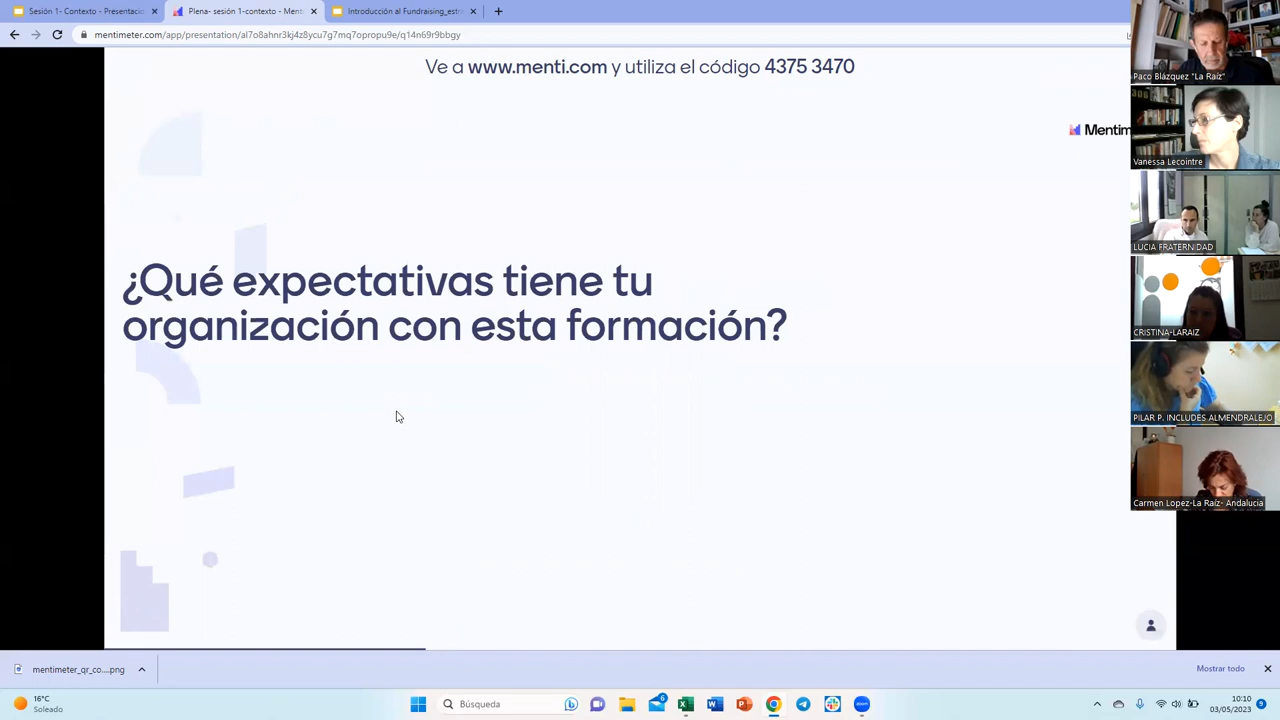 Sesión 1- Contexto - Presentació
Plena- sesión 1-contexto - Menti
Introducción al Fundraising_estr
mentimeter.com/app/presentation/al7o8ahnr3kj4z8ycu7g7mq7opropu9e/q14n69r9bbgy
Ve a www.menti.com y utiliza el código 4375 3470
Mentim
¿Qué expectativas tiene tu
organización con esta formación?
Paco Blázquez "La Raíz"
Vanessa Lecointre
LUCIA FRATERNIDAD
CRISTINA-LARAIZ
PILAR P. INCLUDES ALMENDRALEJO
Carmen Lopez-La Raíz- Andalucia
mentimeter_qr_co....png
Mostrar todo
16°C
Soleado
Búsqueda
6
10:10
03/05/2023
9